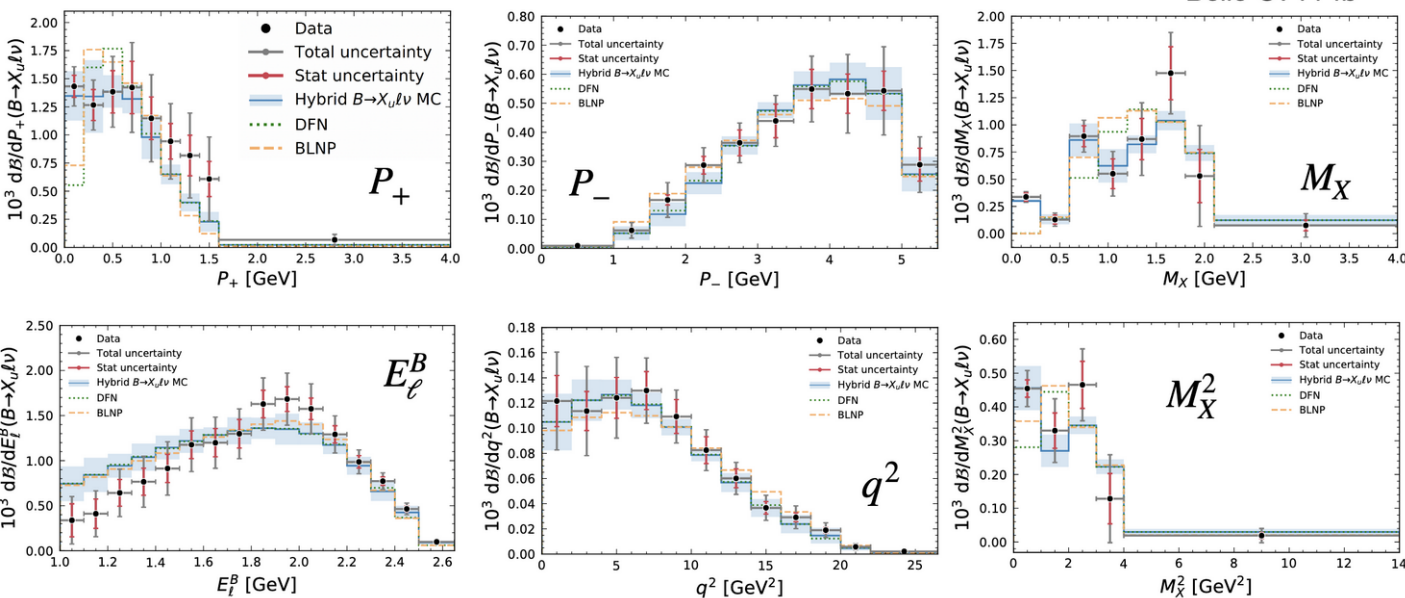 10³ dℬ/dP₊(B→Xᵤℓν)
2.00
1.75
1.50
1.25
1.00
0.75
0.50
0.25
0.00
Data
Total uncertainty
Stat uncertainty
Hybrid B→Xᵤℓν MC
DFN
BLNP
P₊
0.0 0.5 1.0 1.5 2.0 2.5 3.0 3.5 4.0
P₊ [GeV]
10³ dℬ/dP₋(B→Xᵤℓν)
0.80
0.70
0.60
0.50
0.40
0.30
0.20
0.10
0.00
Data
Total uncertainty
Stat uncertainty
Hybrid B→Xᵤℓν MC
DFN
BLNP
P₋
0 1 2 3 4 5
P₋ [GeV]
10³ dℬ/dM_X(B→Xᵤℓν)
2.00
1.75
1.50
1.25
1.00
0.75
0.50
0.25
0.00
Data
Total uncertainty
Stat uncertainty
Hybrid B→Xᵤℓν MC
DFN
BLNP
M_X
0.0 0.5 1.0 1.5 2.0 2.5 3.0 3.5 4.0
M_X [GeV]
10³ dℬ/dE_ℓ^B(B→Xᵤℓν)
2.50
2.00
1.50
1.00
0.50
0.00
Data
Total uncertainty
Stat uncertainty
Hybrid B→Xᵤℓν MC
DFN
BLNP
E_ℓ^B
1.0 1.2 1.4 1.6 1.8 2.0 2.2 2.4 2.6
E_ℓ^B [GeV]
10³ dℬ/dq²(B→Xᵤℓν)
0.18
0.16
0.14
0.12
0.10
0.08
0.06
0.04
0.02
0.00
Data
Total uncertainty
Stat uncertainty
Hybrid B→Xᵤℓν MC
DFN
BLNP
q²
0 5 10 15 20 25
q² [GeV²]
10³ dℬ/dM_X²(B→Xᵤℓν)
0.60
0.50
0.40
0.30
0.20
0.10
0.00
Data
Total uncertainty
Stat uncertainty
Hybrid B→Xᵤℓν MC
DFN
BLNP
M_X²
0 2 4 6 8 10 12 14
M_X² [GeV²]